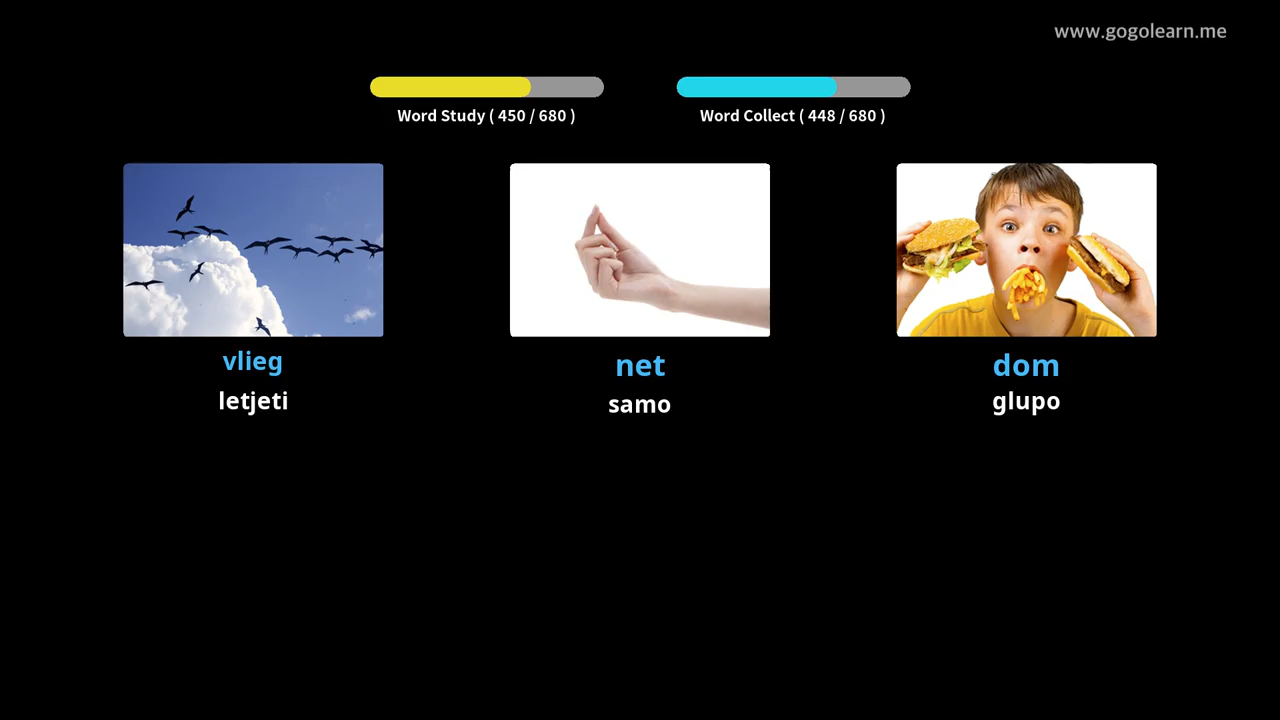 www.gogolearn.me
Word Study ( 450 / 680 )
Word Collect ( 448 / 680 )
vlieg
letjeti
net
samo
dom
glupo